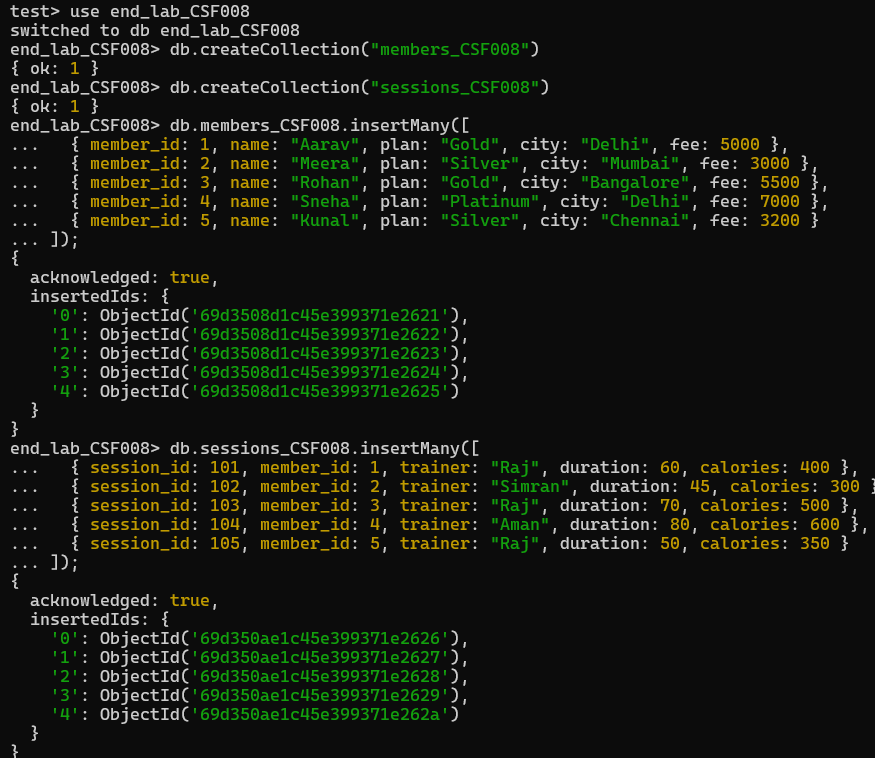 test> use end_lab_CSF008
switched to db end_lab_CSF008
end_lab_CSF008> db.createCollection("members_CSF008")
{ ok: 1 }
end_lab_CSF008> db.createCollection("sessions_CSF008")
{ ok: 1 }
end_lab_CSF008> db.members_CSF008.insertMany([
...   { member_id: 1, name: "Aarav", plan: "Gold", city: "Delhi", fee: 5000 },
...   { member_id: 2, name: "Meera", plan: "Silver", city: "Mumbai", fee: 3000 },
...   { member_id: 3, name: "Rohan", plan: "Gold", city: "Bangalore", fee: 5500 },
...   { member_id: 4, name: "Sneha", plan: "Platinum", city: "Delhi", fee: 7000 },
...   { member_id: 5, name: "Kunal", plan: "Silver", city: "Chennai", fee: 3200 }
... ]);
{
  acknowledged: true,
  insertedIds: {
    '0': ObjectId('69d3508d1c45e399371e2621'),
    '1': ObjectId('69d3508d1c45e399371e2622'),
    '2': ObjectId('69d3508d1c45e399371e2623'),
    '3': ObjectId('69d3508d1c45e399371e2624'),
    '4': ObjectId('69d3508d1c45e399371e2625')
  }
}
end_lab_CSF008> db.sessions_CSF008.insertMany([
...   { session_id: 101, member_id: 1, trainer: "Raj", duration: 60, calories: 400 },
...   { session_id: 102, member_id: 2, trainer: "Simran", duration: 45, calories: 300 }
...   { session_id: 103, member_id: 3, trainer: "Raj", duration: 70, calories: 500 },
...   { session_id: 104, member_id: 4, trainer: "Aman", duration: 80, calories: 600 },
...   { session_id: 105, member_id: 5, trainer: "Raj", duration: 50, calories: 350 }
... ]);
{
  acknowledged: true,
  insertedIds: {
    '0': ObjectId('69d350ae1c45e399371e2626'),
    '1': ObjectId('69d350ae1c45e399371e2627'),
    '2': ObjectId('69d350ae1c45e399371e2628'),
    '3': ObjectId('69d350ae1c45e399371e2629'),
    '4': ObjectId('69d350ae1c45e399371e262a')
  }
}